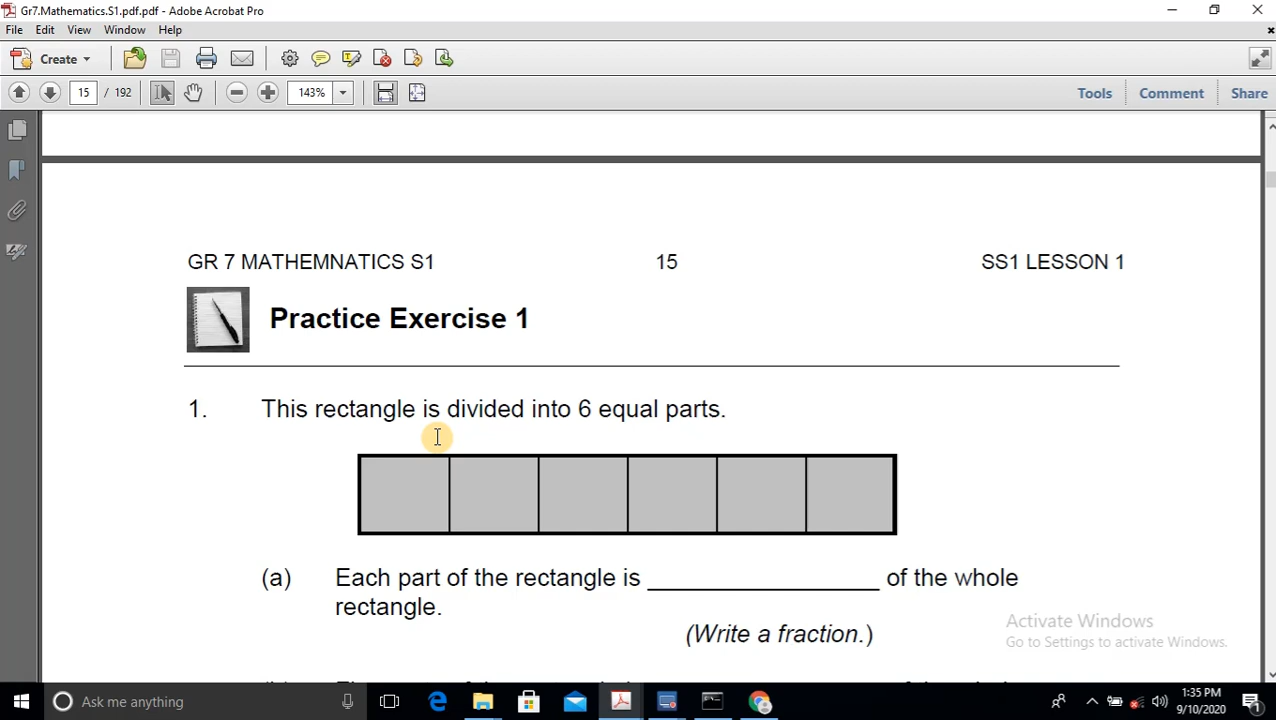 Gr7.Mathematics.S1.pdf.pdf - Adobe Acrobat Pro
File Edit View Window Help
Create
15 / 192 143% Tools Comment Share
GR 7 MATHEMNATICS S1 15 SS1 LESSON 1
Practice Exercise 1
1. This rectangle is divided into 6 equal parts.
(a) Each part of the rectangle is ________________ of the whole
rectangle.
(Write a fraction.)
Activate Windows
Go to Settings to activate Windows.
Ask me anything
1:35 PM
9/10/2020
1